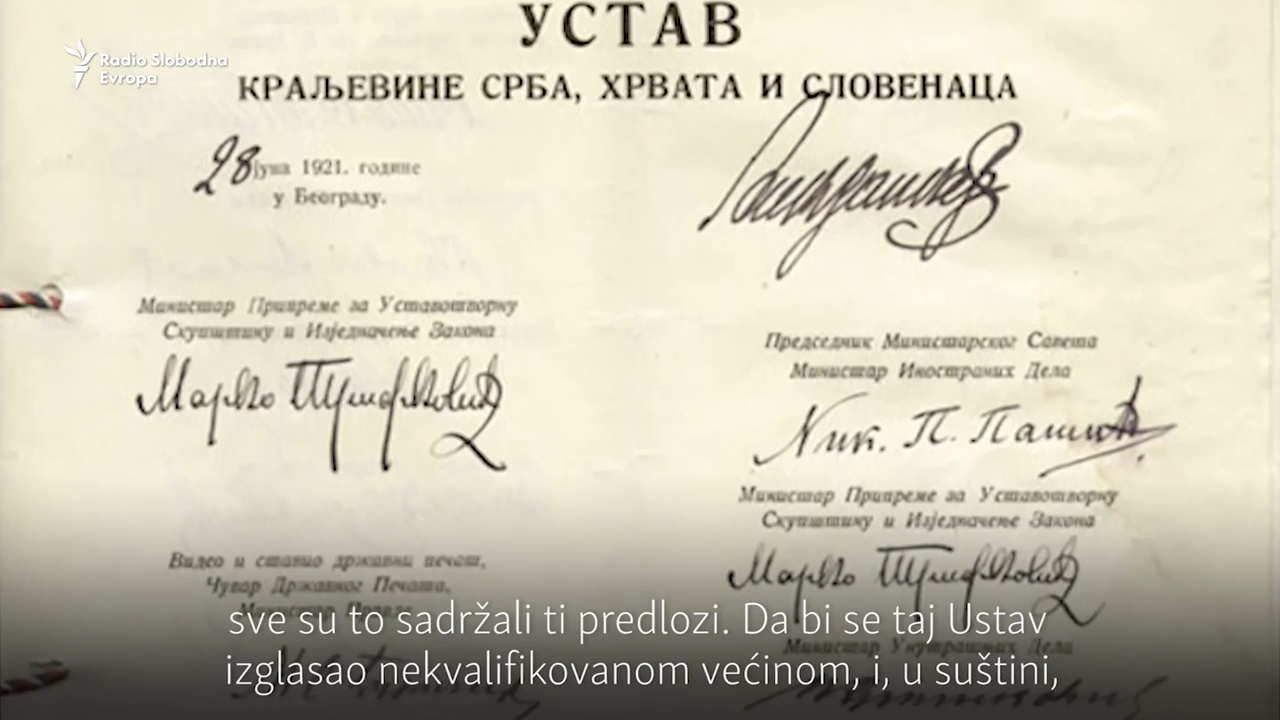 Radio Slobodna
Evropa
УСТАВ
КРАЉЕВИНЕ СРБА, ХРВАТА И СЛОВЕНАЦА
28 јуна 1921. године
у Београду.
Министар Припреме за Уставотворну
Скупштину и Изједначење Закона
Марко Трифковић
Видео и ставио државни печат,
Чувар Државног Печата,
Председник Министарског Савета
Министар Иностраних Дела
Ник. П. Пашић
Министар Припреме за Уставотворну
Скупштину и Изједначење Закона
Марко Трифковић
Министар Унутрашних Дела
sve su to sadržali ti predlozi. Da bi se taj Ustav
izglasao nekvalifikovanom većinom, i, u suštini,